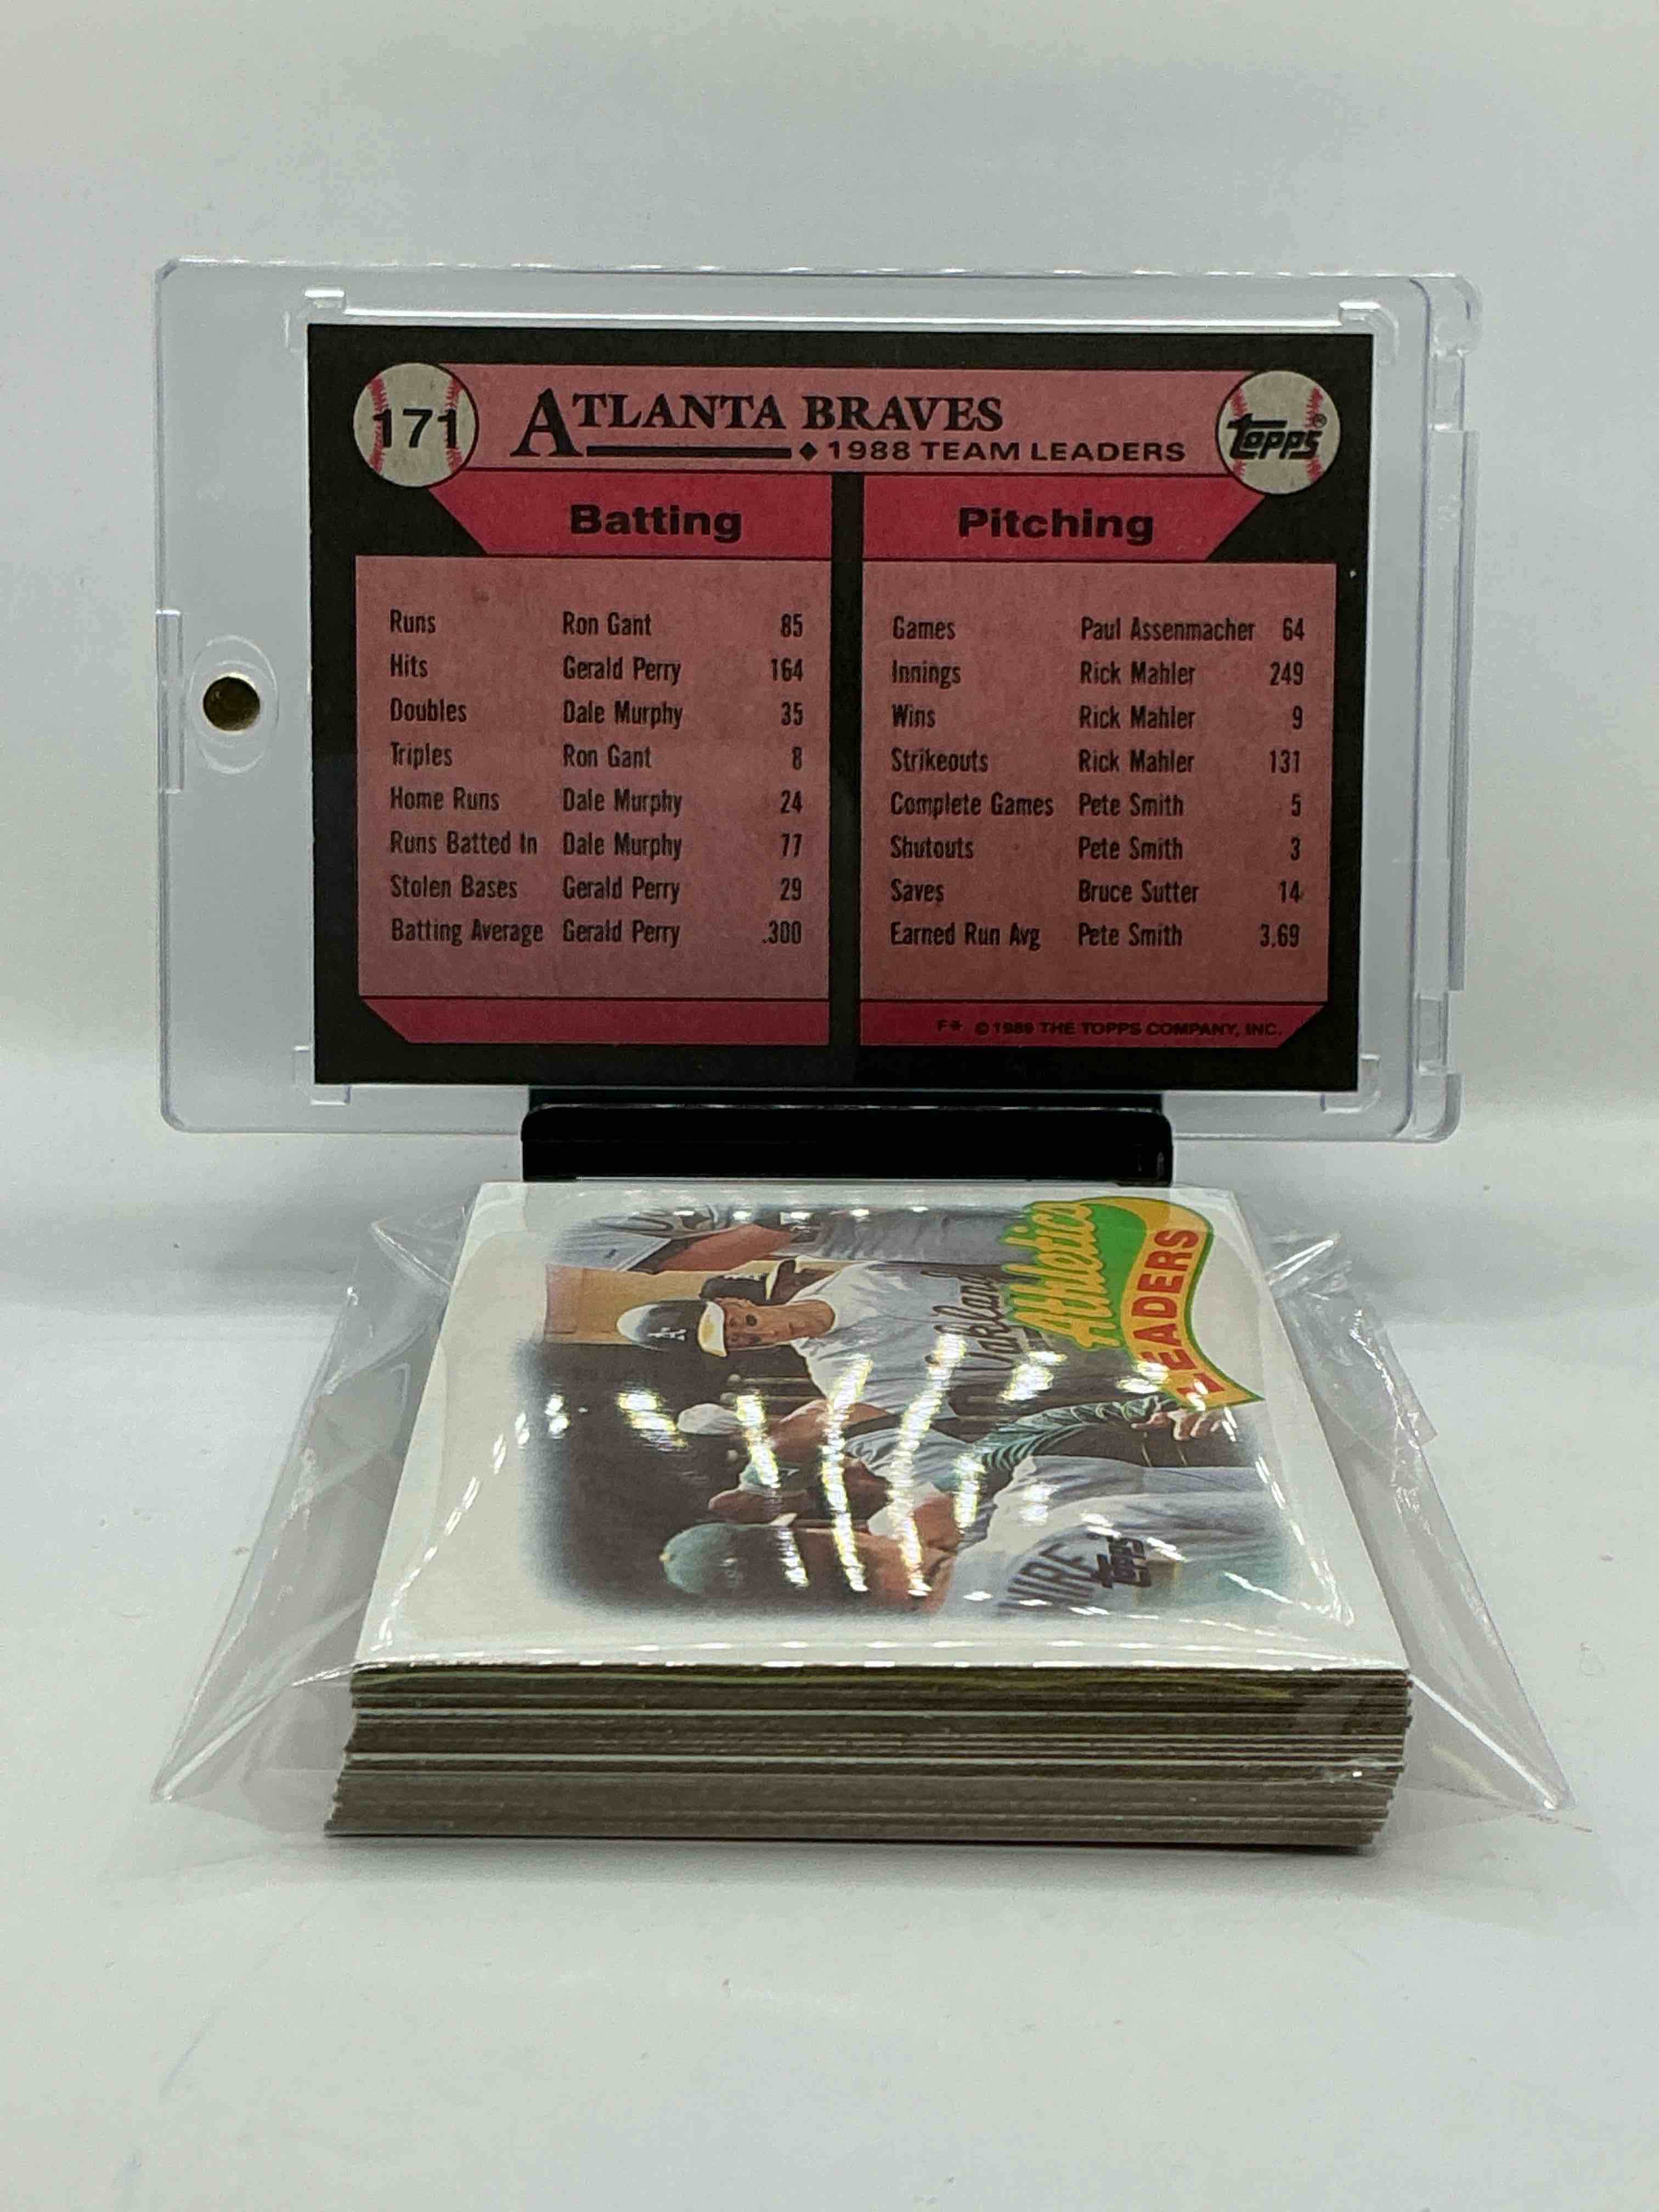 171
ATLANTA BRAVES
1988 TEAM LEADERS
topps®
Batting
Runs Ron Gant 85
Hits Gerald Perry 164
Doubles Dale Murphy 35
Triples Ron Gant 8
Home Runs Dale Murphy 24
Runs Batted In Dale Murphy 77
Stolen Bases Gerald Perry 29
Batting Average Gerald Perry .300
Pitching
Games Paul Assenmacher 64
Innings Rick Mahler 249
Wins Rick Mahler 9
Strikeouts Rick Mahler 131
Complete Games Pete Smith 5
Shutouts Pete Smith 3
Saves Bruce Sutter 14
Earned Run Avg Pete Smith 3.69
F* © 1989 THE TOPPS COMPANY, INC.
Athletics
LEADERS
Oakland
A's
topps